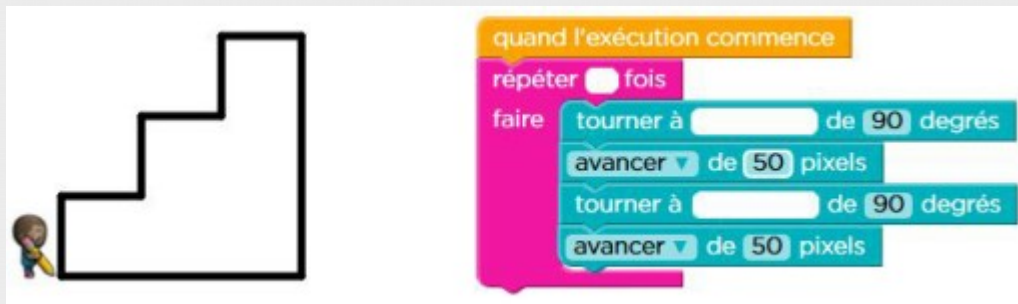 quand l'exécution commence
répéter fois
faire tourner à de 90 degrés
avancer de 50 pixels
tourner à de 90 degrés
avancer de 50 pixels